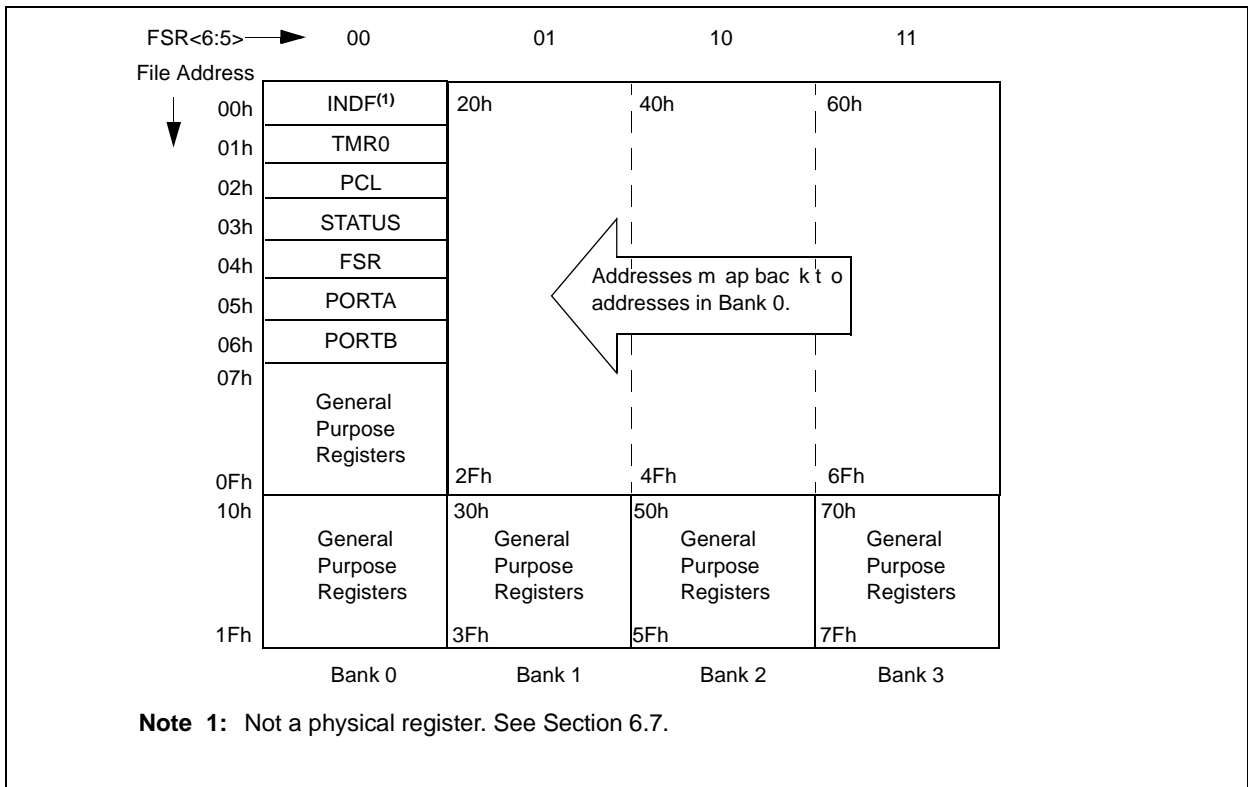 FSR<6:5> 00 01 10 11
File Address
00h INDF(1) 20h 40h 60h
01h TMR0
02h PCL
03h STATUS
04h FSR
Addresses m ap bac k t o
addresses in Bank 0.
05h PORTA
06h PORTB
07h
General
Purpose
Registers
0Fh 2Fh 4Fh 6Fh
10h 30h 50h 70h
General General General General
Purpose Purpose Purpose Purpose
Registers Registers Registers Registers
1Fh 3Fh 5Fh 7Fh
Bank 0 Bank 1 Bank 2 Bank 3
Note 1: Not a physical register. See Section 6.7.